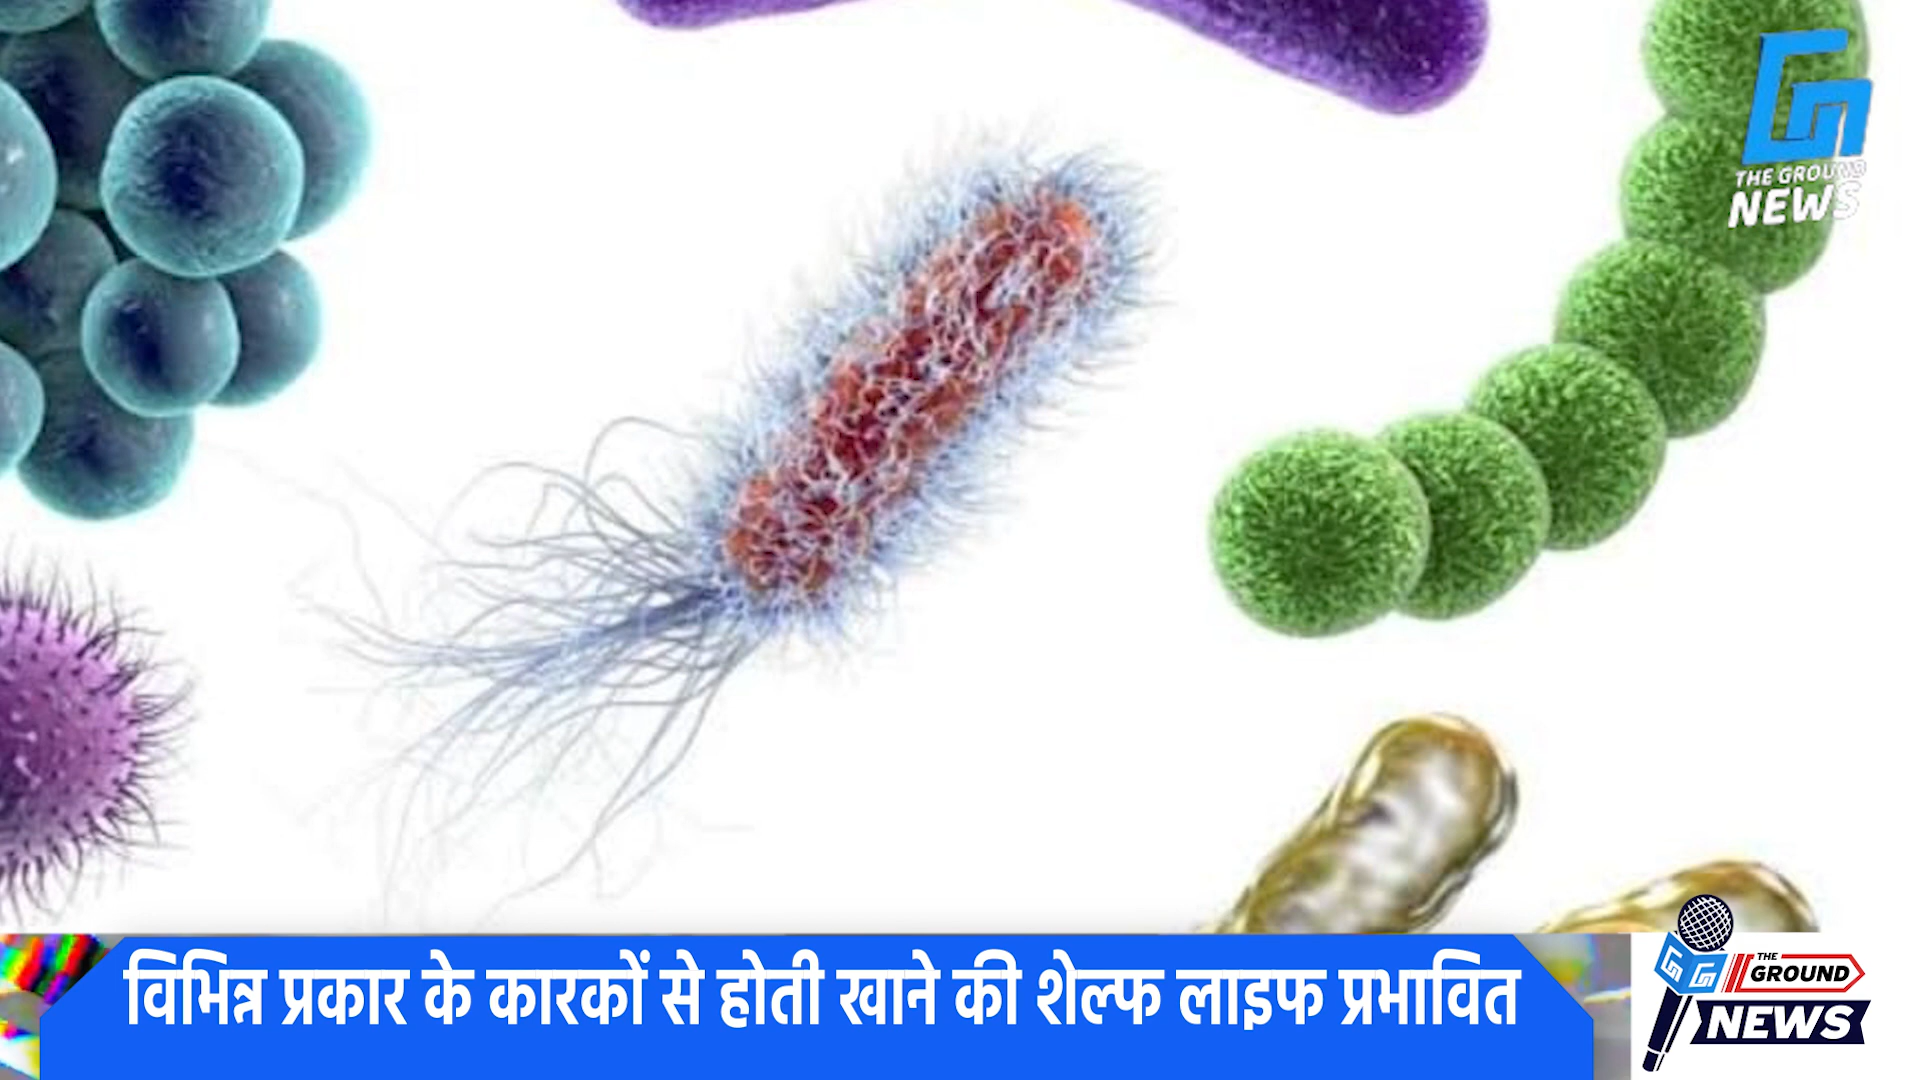 THE GROUND
NEWS
विभिन्न प्रकार के कारकों से होती खाने की शेल्फ लाइफ प्रभावित
THE
GROUND
NEWS